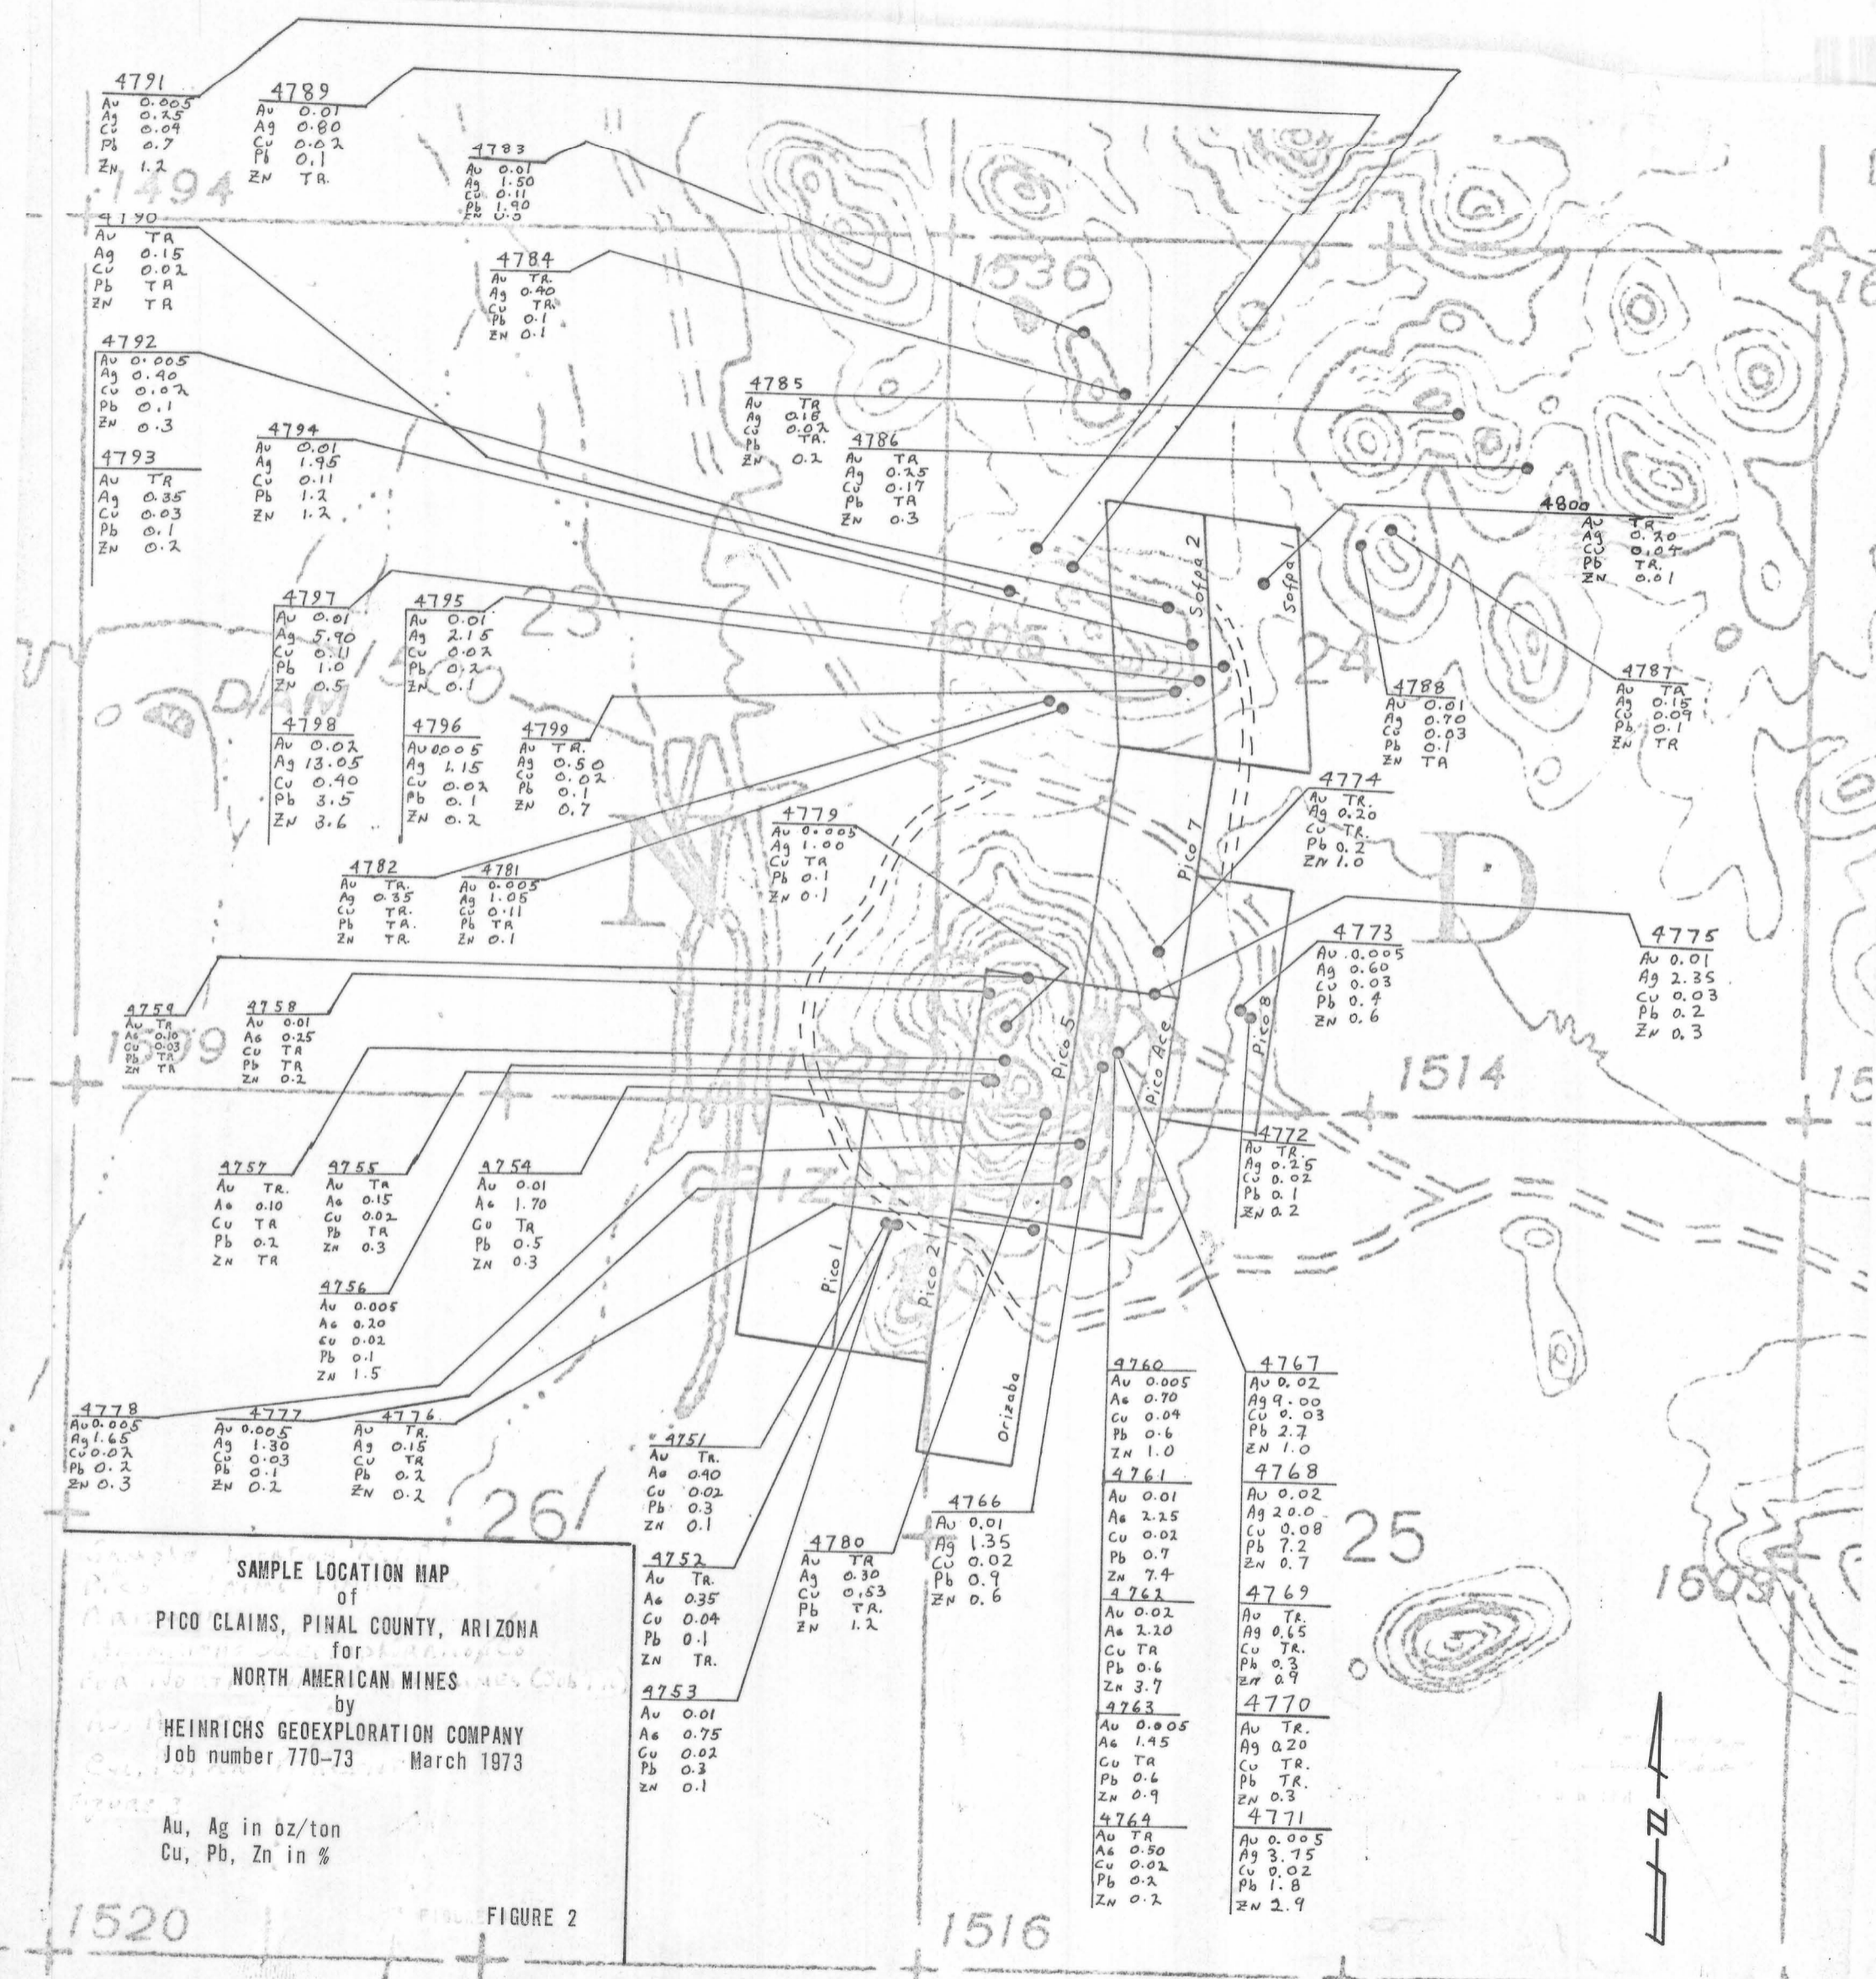 4791
Au 0.005
Ag 0.25
Cu 0.09
Pb 0.7
ZN 1.2
4789
Au 0.01
Ag 0.80
Cu 0.02
Pb 0.1
ZN TR.
4783
Au 0.01
Ag 1.50
Cu 0.11
Pb 1.90
1494
4790
Au TR
Ag 0.15
Cu 0.02
Pb TR
ZN TR
4784
Au TR.
Ag 0.40
Cu TR.
Pb 0.1
ZN 0.1
1536
4792
Au 0.005
Ag 0.40
Cu 0.02
Pb 0.1
ZN 0.3
4785
Au TR
Ag 0.15
Cu 0.02
Pb TR.
ZN 0.2
4786
Au TR
Ag 0.25
Cu 0.17
Pb TR
ZN 0.3
4793
Au TR
Ag 0.35
Cu 0.03
Pb 0.1
ZN 0.2
4794
Au 0.01
Ag 1.95
Cu 0.11
Pb 1.2
ZN 1.2
4800
Au TR
Ag 0.20
Cu 0.04
Pb TR.
ZN 0.01
Sofpa 2
Sofpa 1
23
24
1500
DAM
4797
Au 0.01
Ag 5.90
Cu 0.11
Pb 1.0
ZN 0.5
4795
Au 0.01
Ag 2.15
Cu 0.02
Pb 0.2
ZN 0.1
4798
Au 0.02
Ag 13.05
Cu 0.40
Pb 3.5
ZN 3.6
4796
Au 0.005
Ag 1.15
Cu 0.02
Pb 0.1
ZN 0.2
4799
Au TR.
Ag 0.50
Cu 0.02
Pb 0.1
ZN 0.7
4788
Au 0.01
Ag 0.70
Cu 0.03
Pb 0.1
ZN TR
4787
Au TR
Ag 0.15
Cu 0.09
Pb 0.1
ZN TR
4774
Au TR.
Ag 0.20
Cu TR.
Pb 0.2
ZN 1.0
4779
Au 0.005
Ag 1.00
Cu TR
Pb 0.1
ZN 0.1
Pico 7
D
4782
Au TR.
Ag 0.35
Cu TR.
Pb TR.
ZN TR.
4781
Au 0.005
Ag 1.05
Cu 0.11
Pb TR
ZN 0.1
4773
Au 0.005
Ag 0.60
Cu 0.03
Pb 0.4
ZN 0.6
4775
Au 0.01
Ag 2.35
Cu 0.03
Pb 0.2
ZN 0.3
4759
Au TR
AG 0.10
Cu 0.03
Pb TR
ZN TR
4758
Au 0.01
AG 0.25
Cu TR
Pb TR
ZN 0.2
1509
Pico 5
Pico Ace
Pico 8
1514
4757
Au TR.
AG 0.10
Cu TR
Pb 0.2
ZN TR
4755
Au TR
AG 0.15
Cu 0.02
Pb TR
ZN 0.3
4754
Au 0.01
AG 1.70
Cu TR
Pb 0.5
ZN 0.3
4772
Au TR.
Ag 0.25
Cu 0.02
Pb 0.1
ZN 0.2
MINE
Pico 1
Pico 21
Orizaba
4756
Au 0.005
AG 0.20
Cu 0.02
Pb 0.1
ZN 1.5
4778
Au 0.005
Ag 1.65
Cu 0.02
Pb 0.2
ZN 0.3
4777
Au 0.005
Ag 1.30
Cu 0.03
Pb 0.1
ZN 0.2
4776
Au TR.
Ag 0.15
Cu TR
Pb 0.2
ZN 0.2
26
4751
Au TR.
AG 0.40
Cu 0.02
Pb 0.3
ZN 0.1
4752
Au TR.
AG 0.35
Cu 0.04
Pb 0.1
ZN TR.
4753
Au 0.01
AG 0.75
Cu 0.02
Pb 0.3
ZN 0.1
4780
Au TR
Ag 0.30
Cu 0.53
Pb TR.
ZN 1.2
4766
Au 0.01
Ag 1.35
Cu 0.02
Pb 0.9
ZN 0.6
4760
Au 0.005
AG 0.70
Cu 0.04
Pb 0.6
ZN 1.0
4761
Au 0.01
AG 2.25
Cu 0.02
Pb 0.7
ZN 7.4
4762
Au 0.02
AG 2.20
Cu TR
Pb 0.6
ZN 3.7
4763
Au 0.005
AG 1.45
Cu TR
Pb 0.6
ZN 0.9
4764
Au TR
AG 0.50
Cu 0.02
Pb 0.2
ZN 0.2
4767
Au 0.02
Ag 9.00
Cu 0.03
Pb 2.7
ZN 1.0
4768
Au 0.02
Ag 20.0
Cu 0.08
Pb 7.2
ZN 0.7
4769
Au TR.
Ag 0.65
Cu TR.
Pb 0.3
ZN 0.9
4770
Au TR.
Ag 0.20
Cu TR.
Pb TR.
ZN 0.3
4771
Au 0.005
Ag 3.75
Cu 0.02
Pb 1.8
ZN 2.9
25
1605
N
SAMPLE LOCATION MAP
of
PICO CLAIMS, PINAL COUNTY, ARIZONA
for
NORTH AMERICAN MINES
by
HEINRICHS GEOEXPLORATION COMPANY
Job number 770-73 March 1973
Au, Ag in oz/ton
Cu, Pb, Zn in %
FIGURE 2
1520
1516